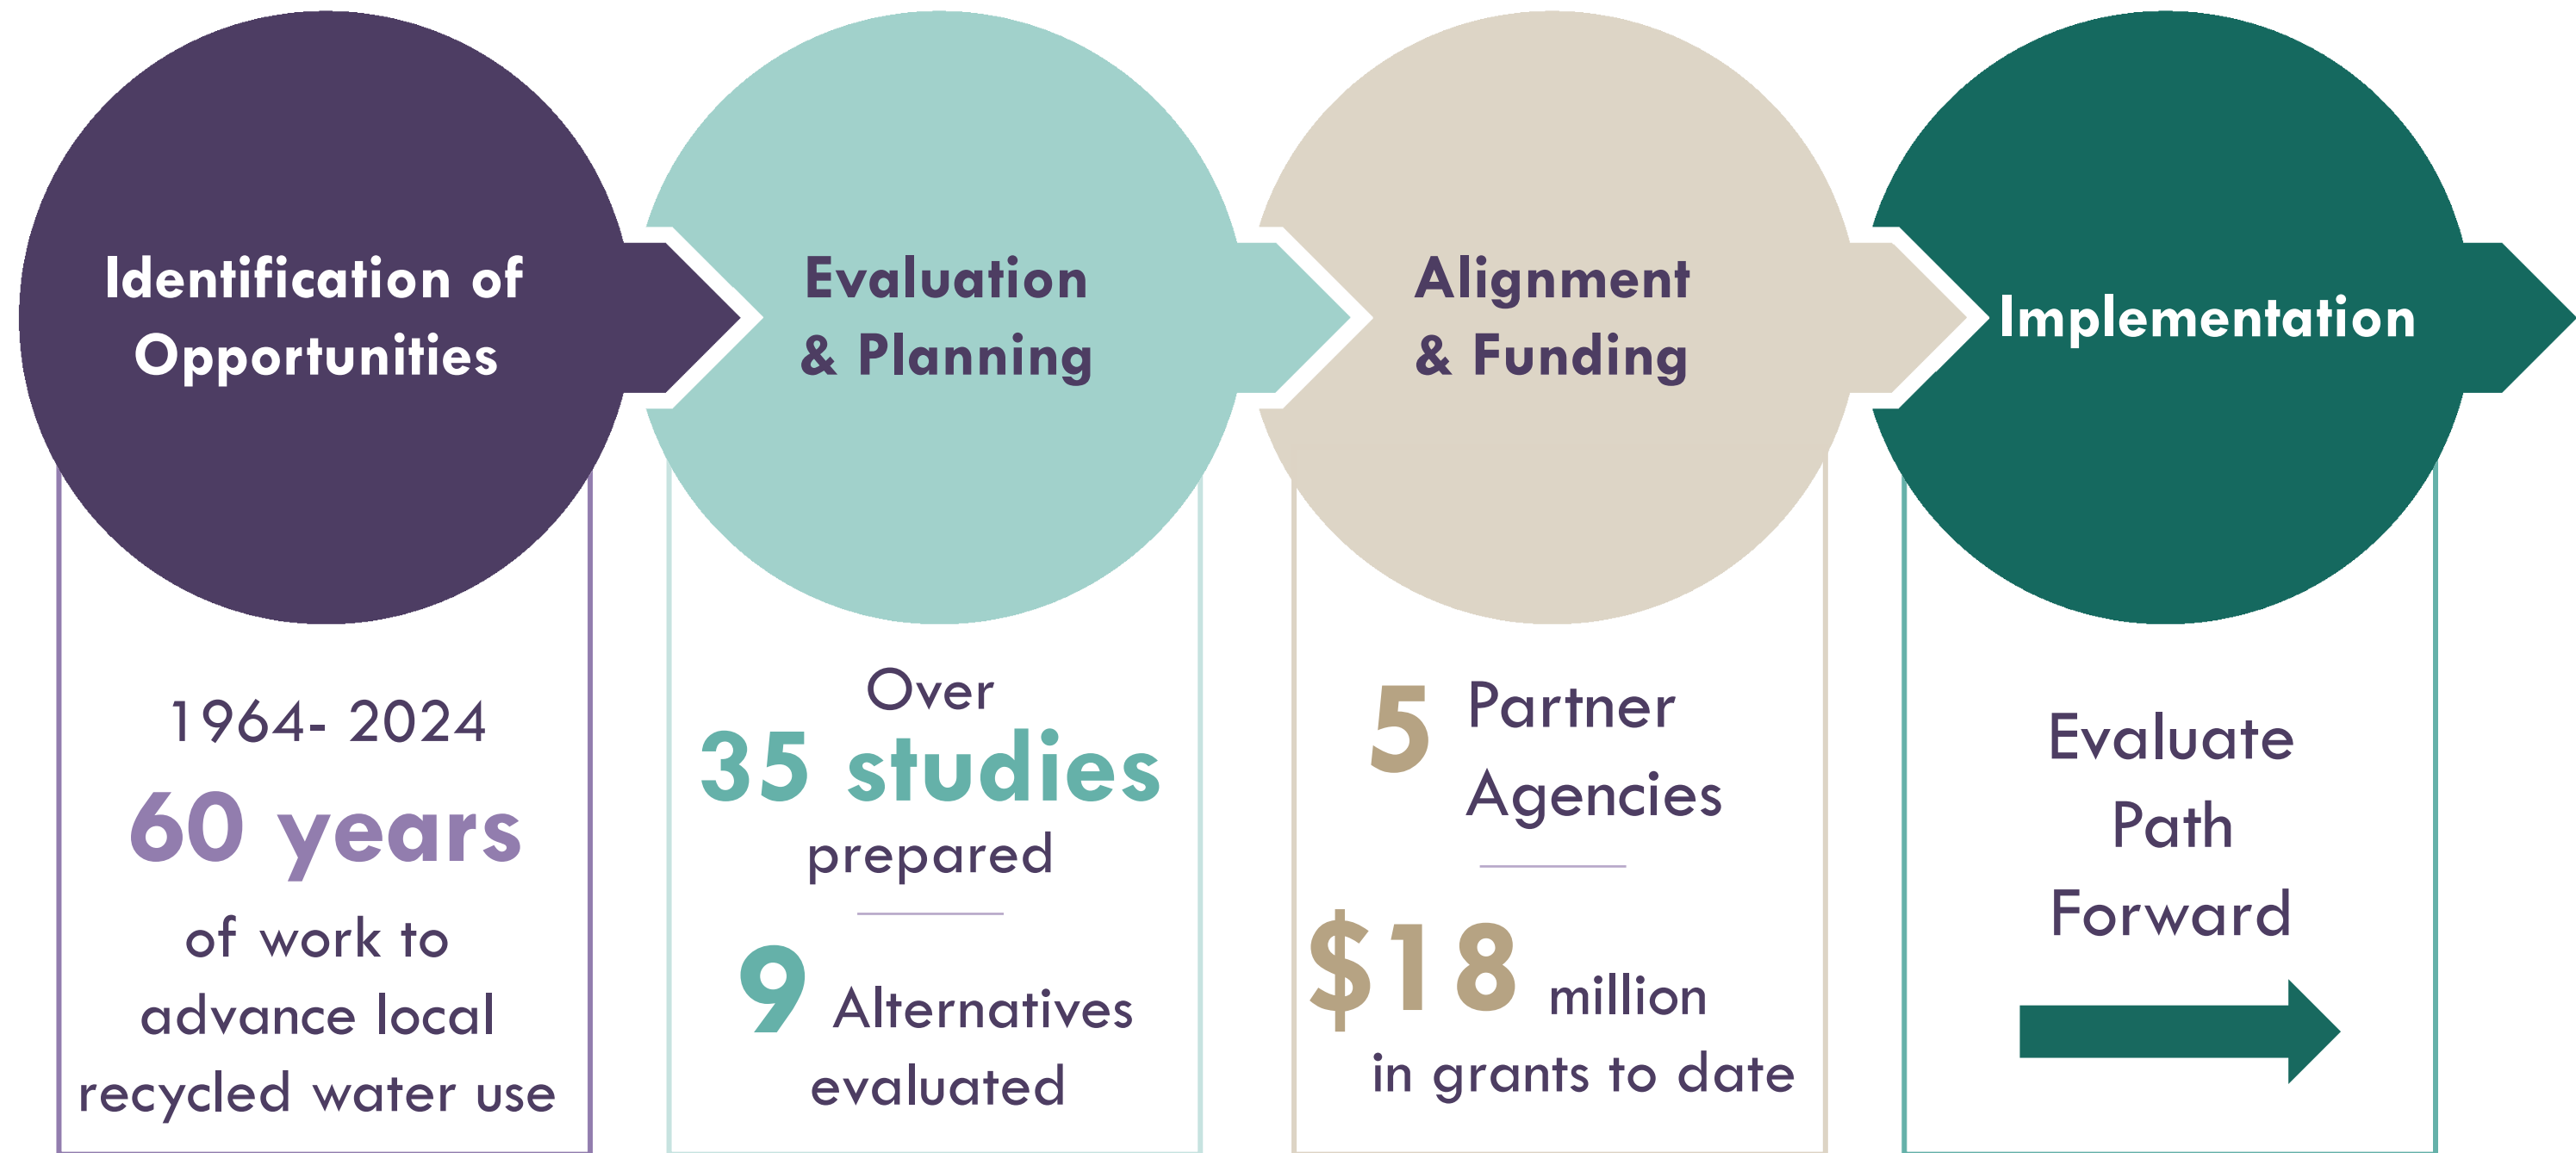 Identification of
Opportunities
1964- 2024
60 years
of work to
advance local
recycled water use
Evaluation
& Planning
Over
35 studies
prepared
9 Alternatives
evaluated
Alignment
& Funding
5 Partner
Agencies
$18 million
in grants to date
Implementation
Evaluate
Path
Forward